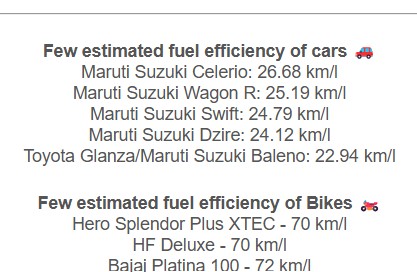 Few estimated fuel efficiency of cars 🚗
Maruti Suzuki Celerio: 26.68 km/l
Maruti Suzuki Wagon R: 25.19 km/l
Maruti Suzuki Swift: 24.79 km/l
Maruti Suzuki Dzire: 24.12 km/l
Toyota Glanza/Maruti Suzuki Baleno: 22.94 km/l
Few estimated fuel efficiency of Bikes 🏍️
Hero Splendor Plus XTEC - 70 km/l
HF Deluxe - 70 km/l
Bajaj Platina 100 - 72 km/l